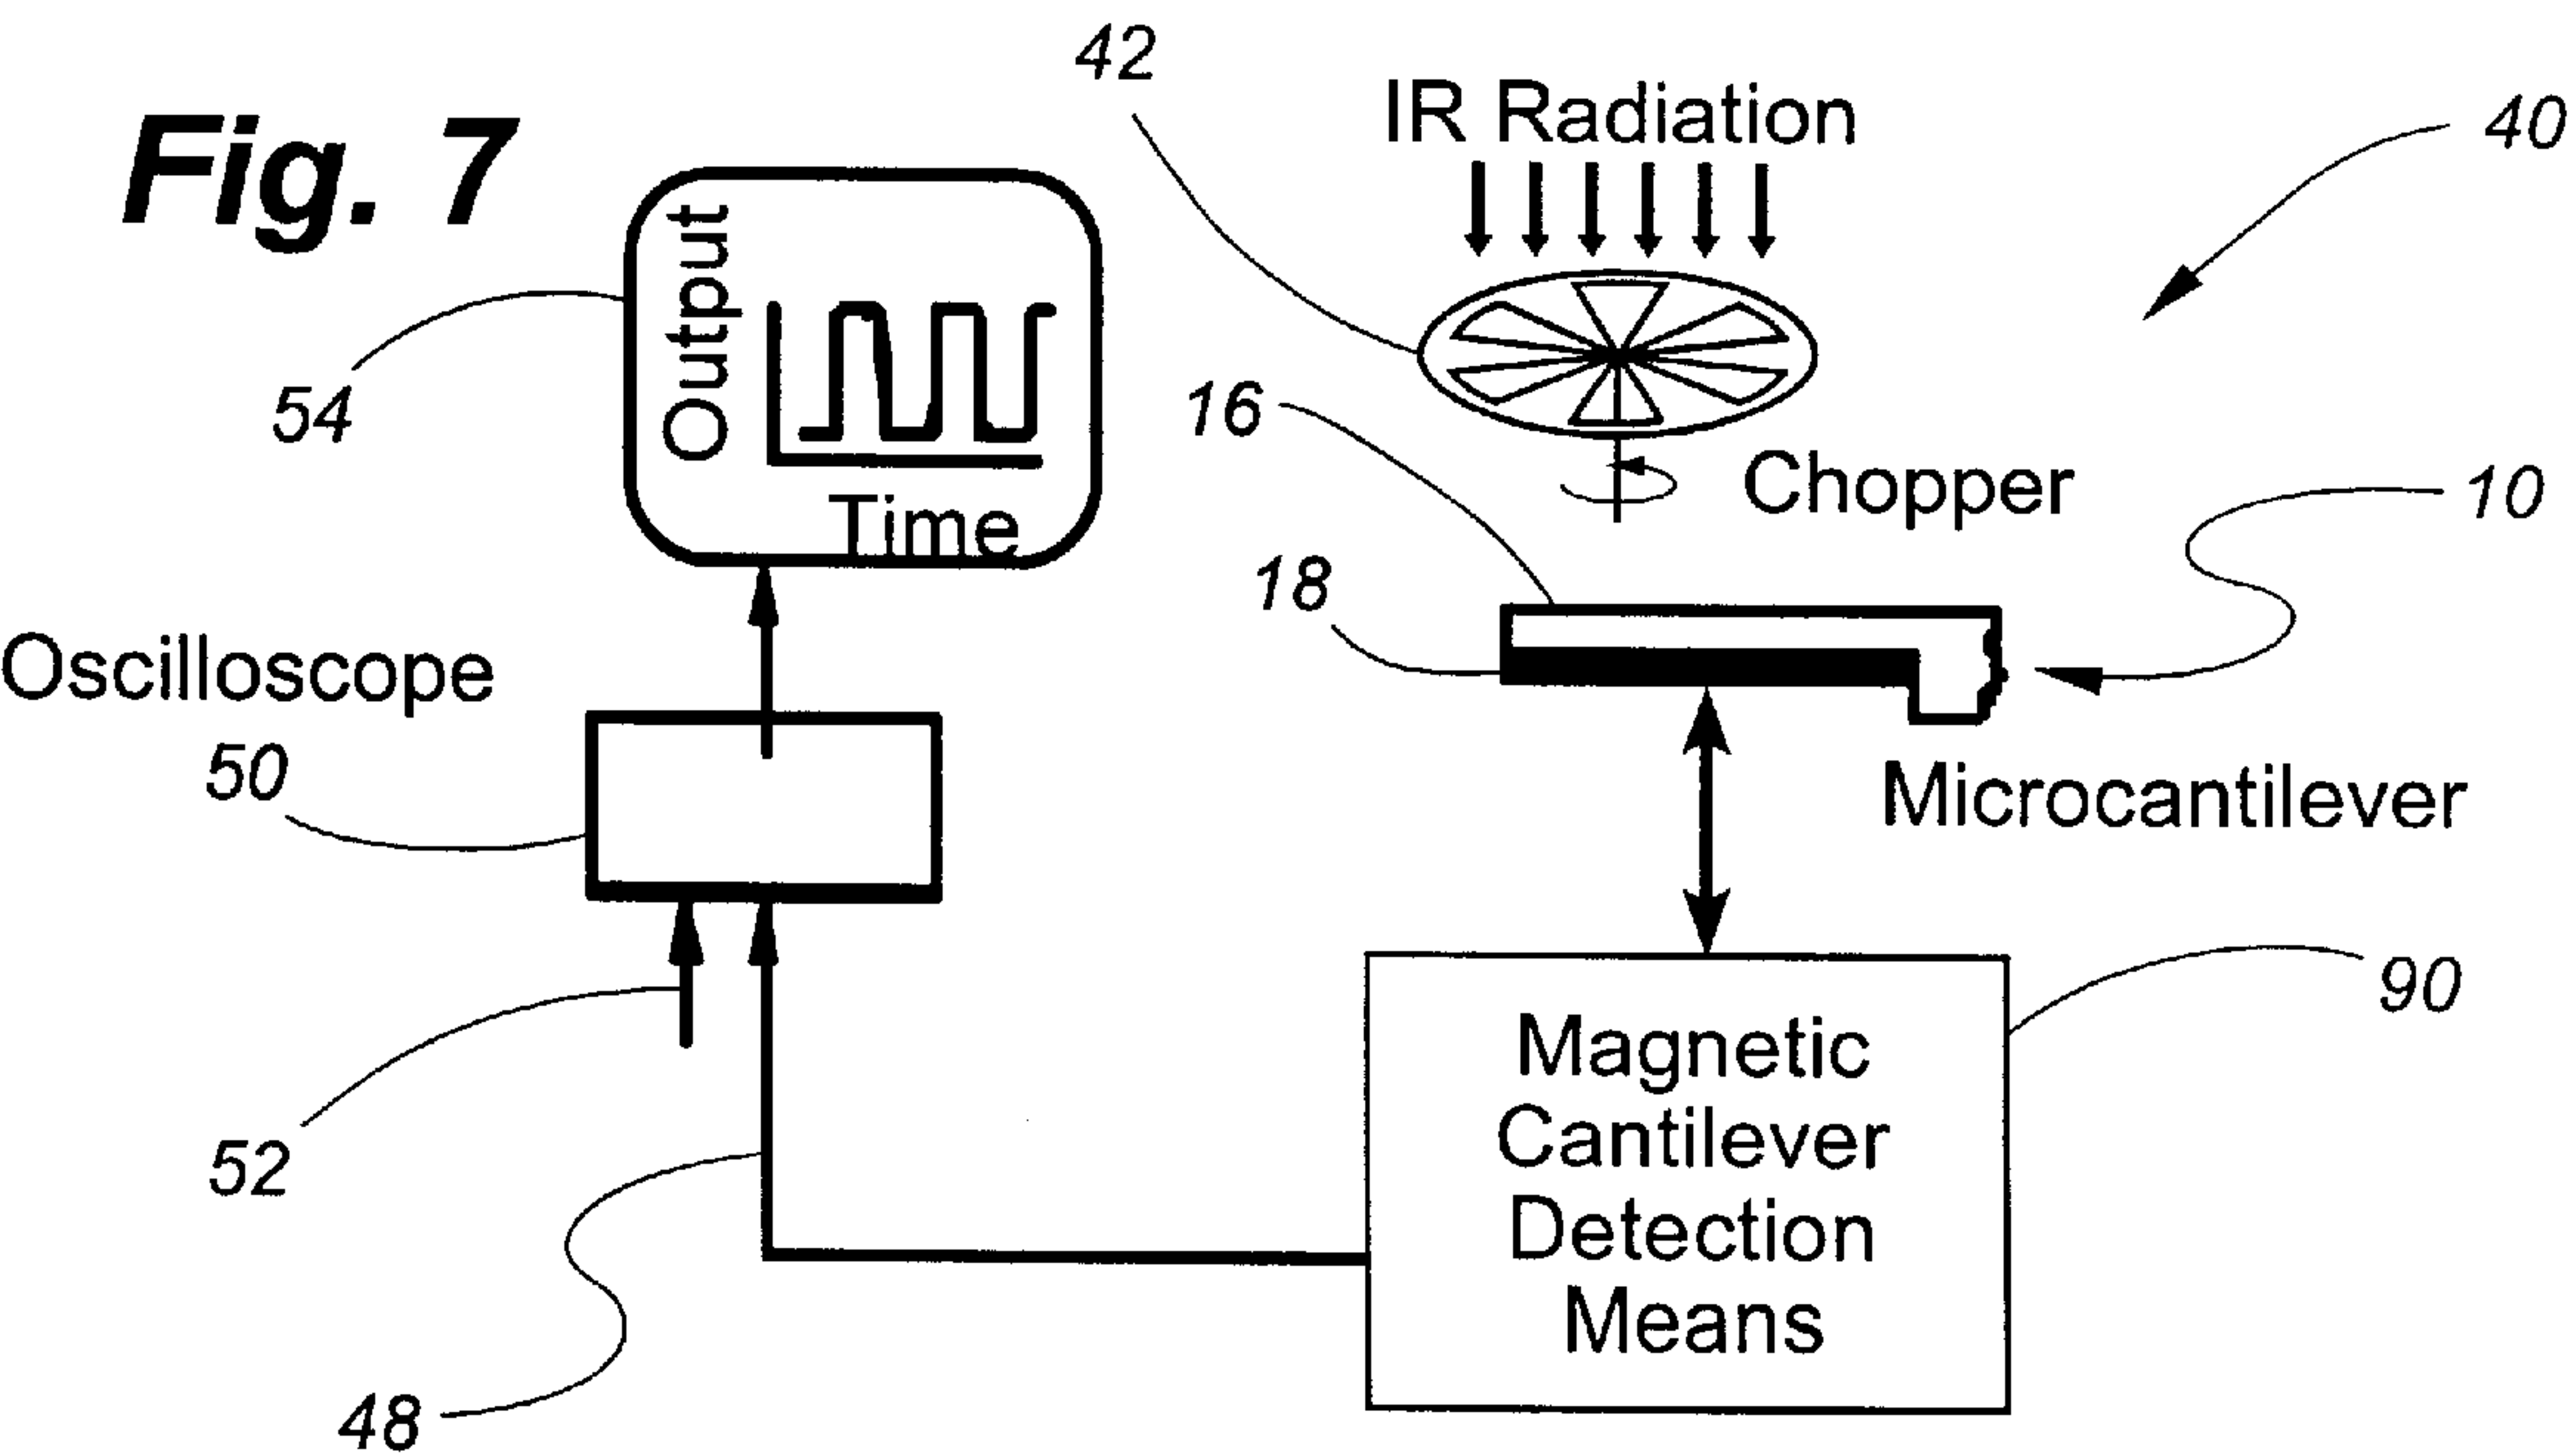 Fig. 7
42
IR Radiation
40
Output
Time
54
16
Chopper
10
18
Oscilloscope
50
Microcantilever
52
48
Magnetic
Cantilever
Detection
Means
90